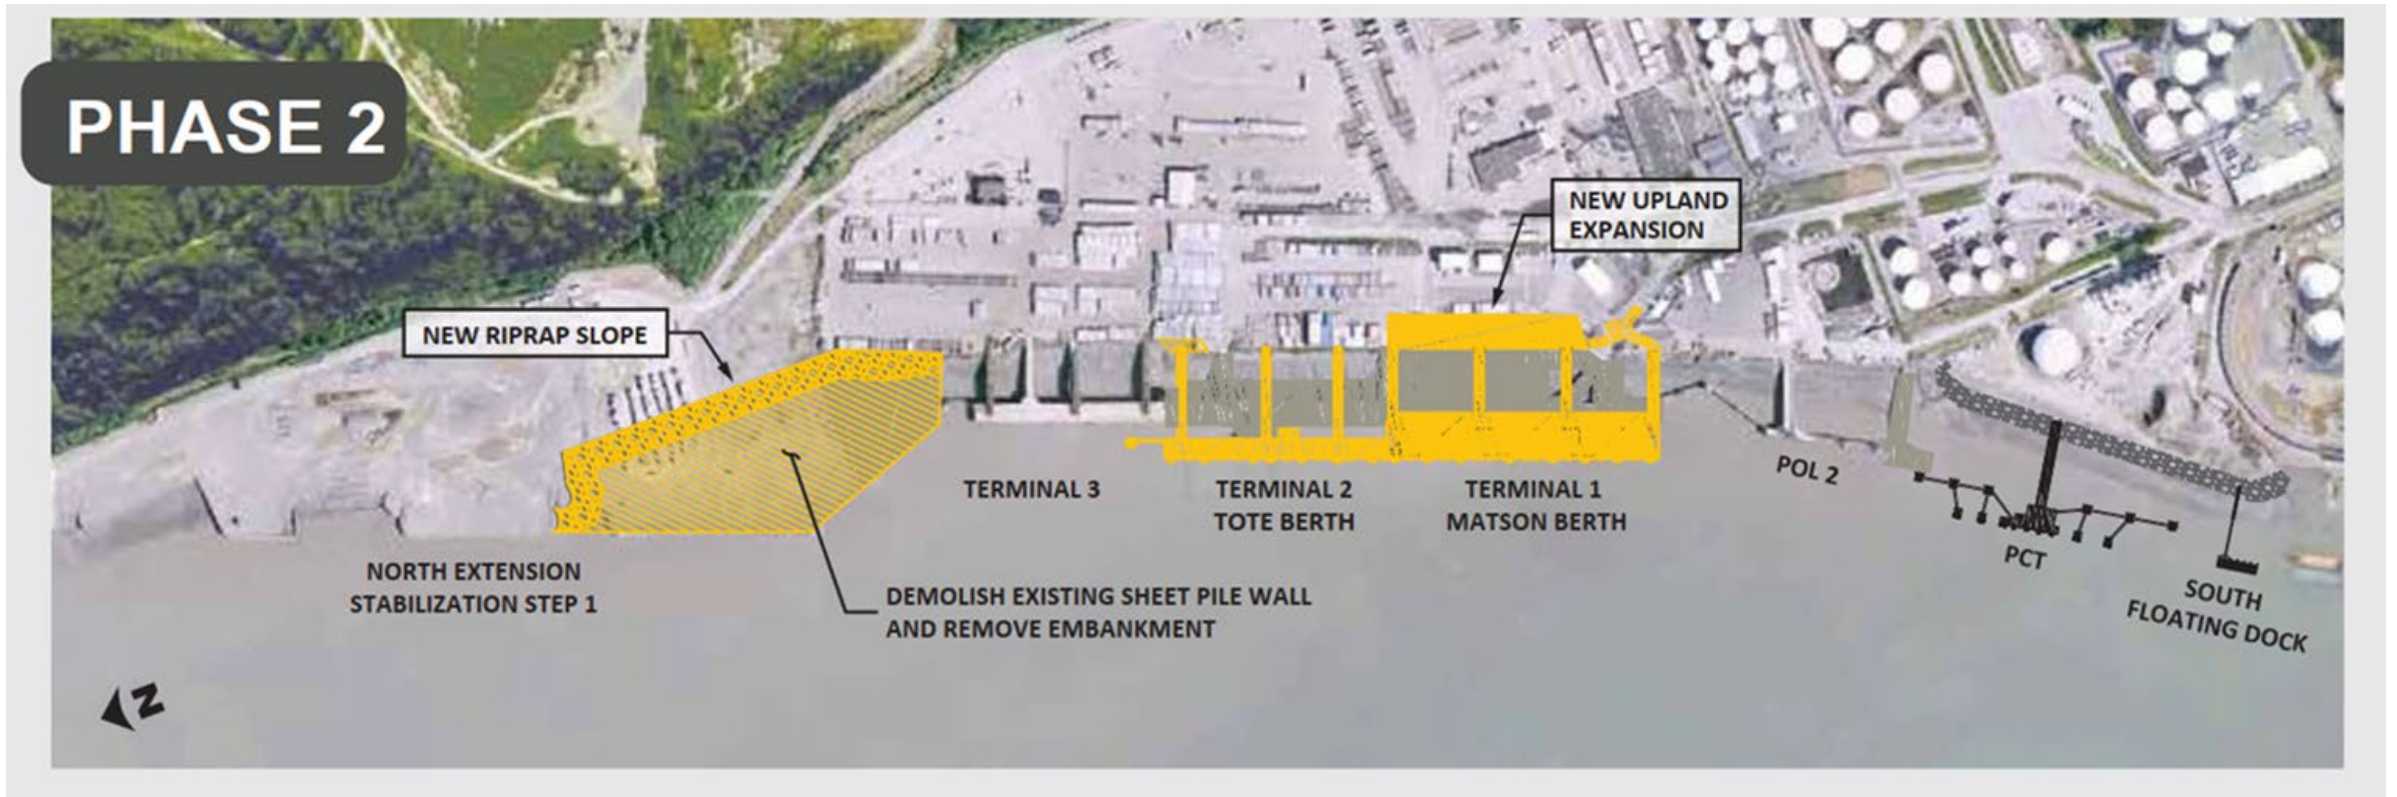 PHASE 2
NEW UPLAND
EXPANSION
NEW RIPRAP SLOPE
TERMINAL 3
TERMINAL 2
TOTE BERTH
TERMINAL 1
MATSON BERTH
POL 2
PCT
SOUTH
FLOATING DOCK
NORTH EXTENSION
STABILIZATION STEP 1
DEMOLISH EXISTING SHEET PILE WALL
AND REMOVE EMBANKMENT
N